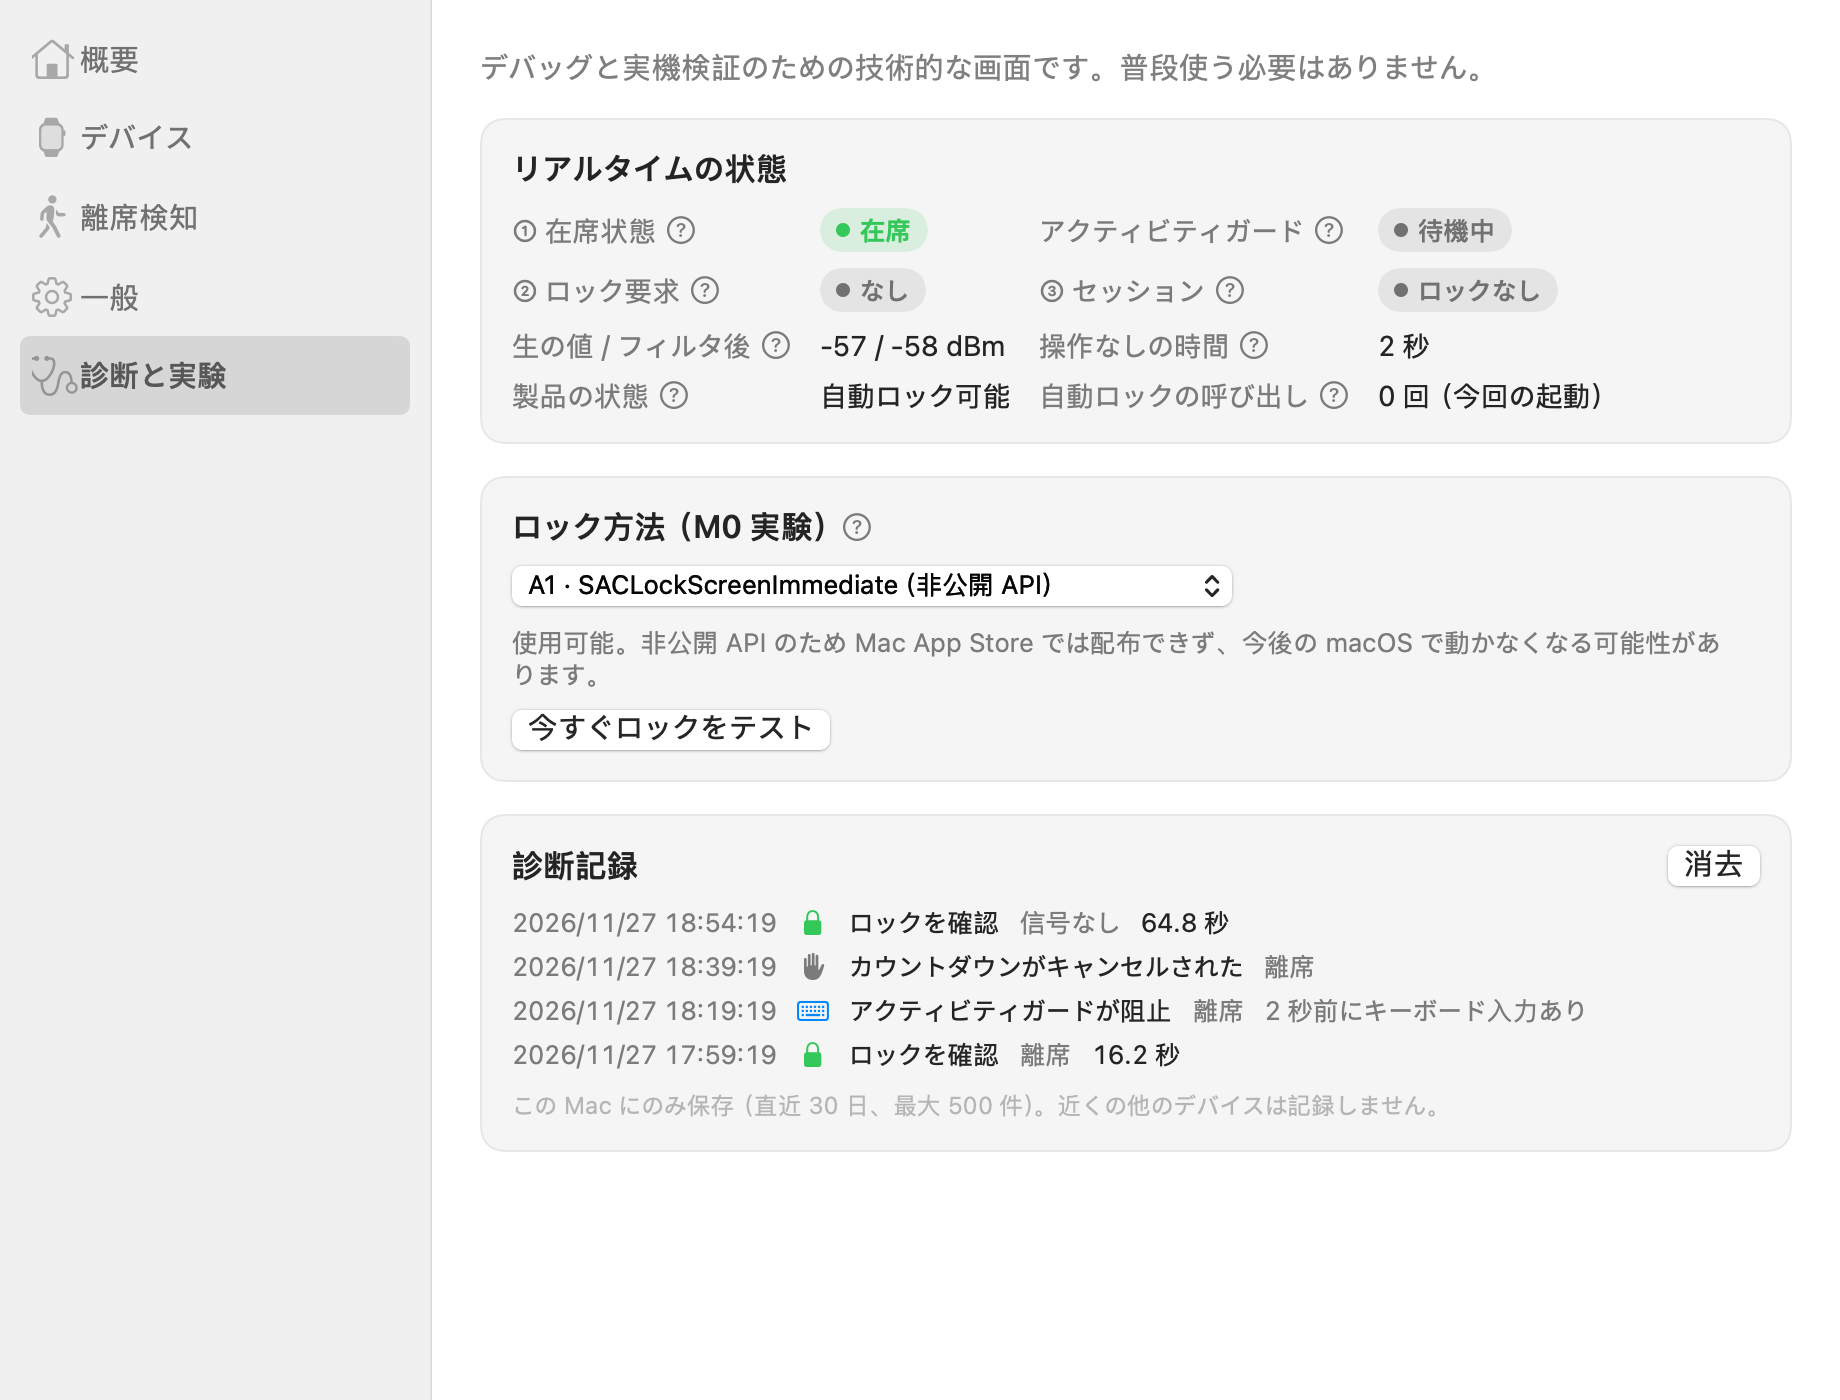 概要
デバイス
離席検知
一般
診断と実験
デバッグと実機検証のための技術的な画面です。普段使う必要はありません。
リアルタイムの状態
① 在席状態 ? 在席 アクティビティガード ? 待機中
② ロック要求 ? なし ③ セッション ? ロックなし
生の値 / フィルタ後 ? -57 / -58 dBm 操作なしの時間 ? 2 秒
製品の状態 ? 自動ロック可能 自動ロックの呼び出し ? 0 回（今回の起動）
ロック方法（M0 実験） ?
A1 · SACLockScreenImmediate (非公開 API)
使用可能。非公開 API のため Mac App Store では配布できず、今後の macOS で動かなくなる可能性があ
ります。
今すぐロックをテスト
診断記録 消去
2026/11/27 18:54:19 ロックを確認 信号なし 64.8 秒
2026/11/27 18:39:19 カウントダウンがキャンセルされた 離席
2026/11/27 18:19:19 アクティビティガードが阻止 離席 2 秒前にキーボード入力あり
2026/11/27 17:59:19 ロックを確認 離席 16.2 秒
この Mac にのみ保存（直近 30 日、最大 500 件）。近くの他のデバイスは記録しません。